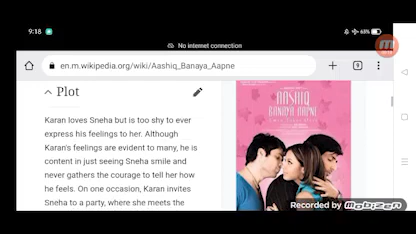 9:18
63%
No internet connection
en.m.wikipedia.org/wiki/Aashiq_Banaya_Aapne
9
Plot
Karan loves Sneha but is too shy to ever
express his feelings to her. Although
Karan's feelings are evident to many, he is
content in just seeing Sneha smile and
never gathers the courage to tell her how
he feels. On one occasion, Karan invites
Sneha to a party, where she meets the
AASHIQ
BANAYA AAPNE
Recorded by
MOBIZEN